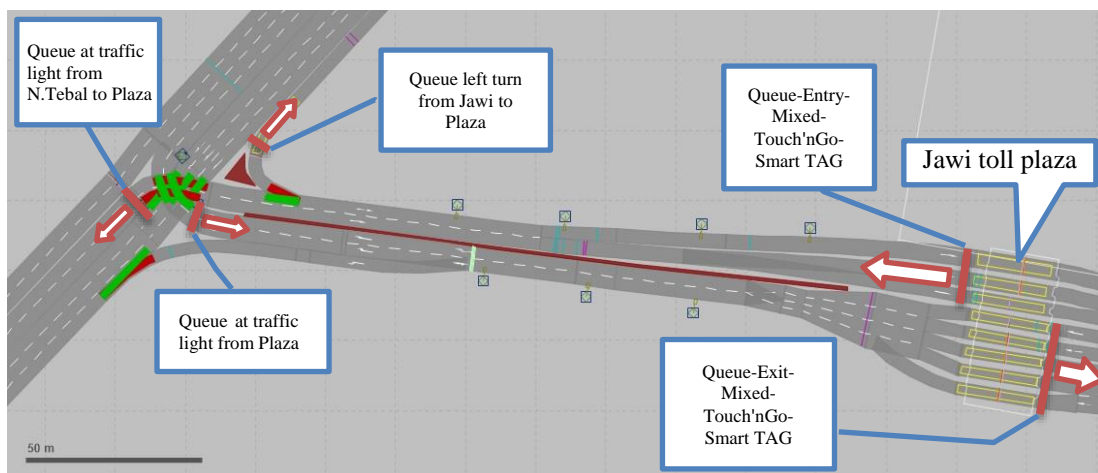 Queue at traffic
light from
N.Tebal to Plaza
Queue left turn
from Jawi to
Plaza
Queue-Entry-
Mixed-
Touch'nGo-
Smart TAG
Jawi toll plaza
Queue at traffic
light from Plaza
Queue-Exit-
Mixed-
Touch'nGo-
Smart TAG
50 m